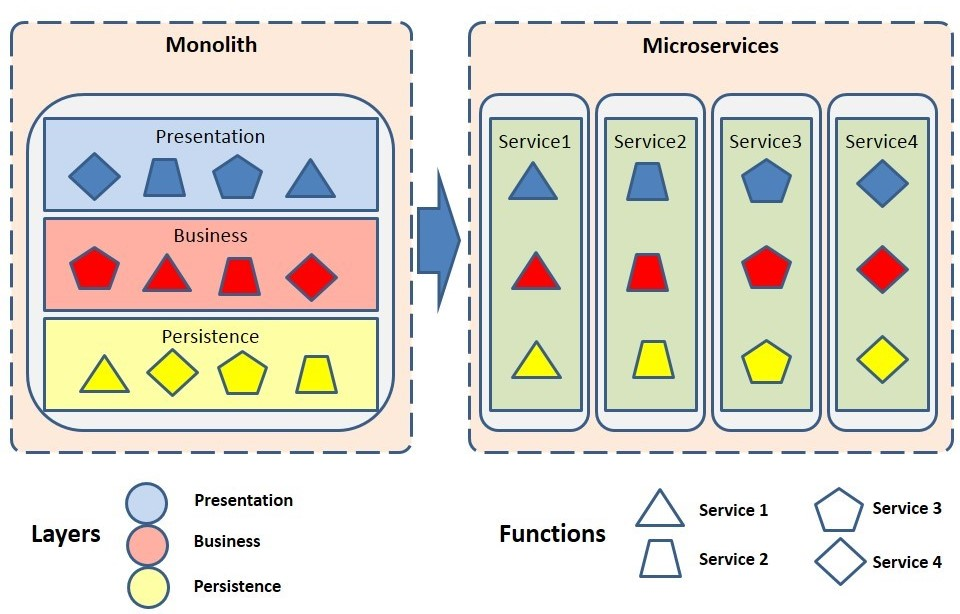 Monolith
Presentation
Business
Persistence
Microservices
Service1
Service2
Service3
Service4
Layers
Presentation
Business
Persistence
Functions
Service 1
Service 2
Service 3
Service 4